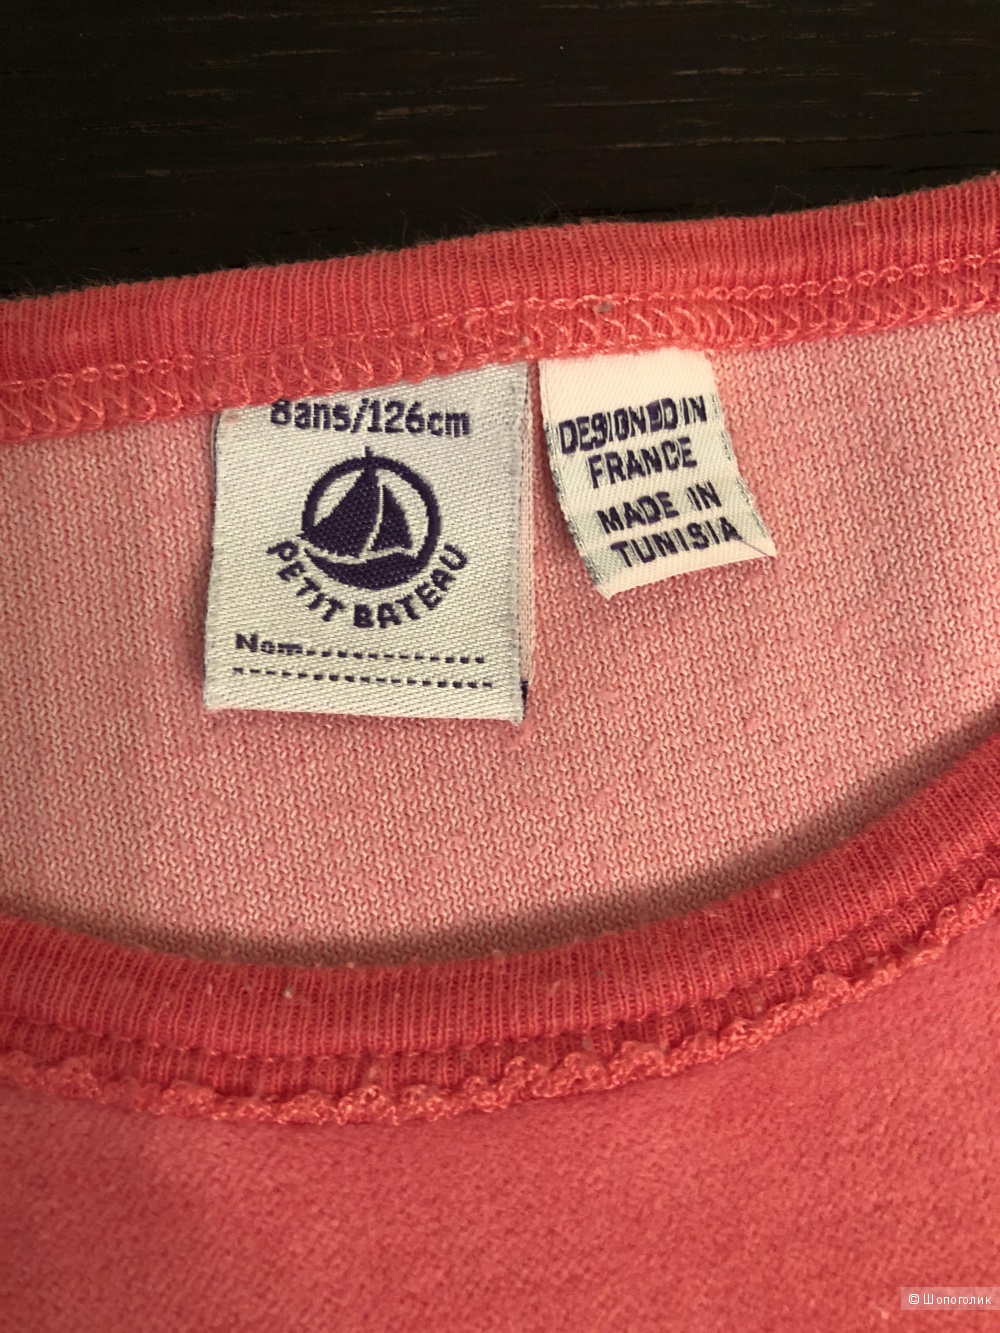 8ans/126cm
PETIT BATEAU
Nom
DESIGNED IN
FRANCE
MADE IN
TUNISIA
© Шопоголик